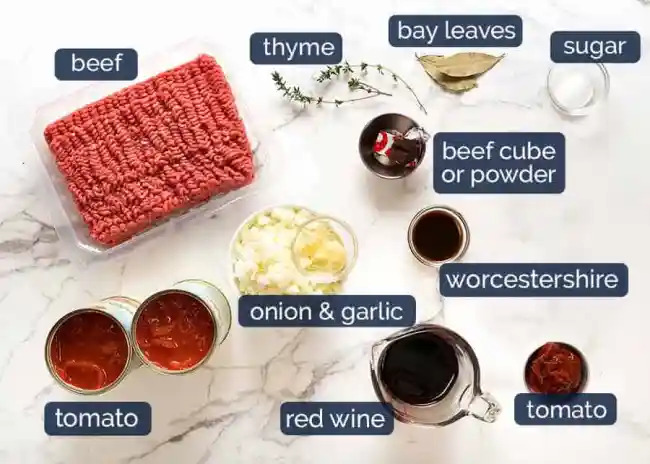 thyme
bay leaves
sugar
beef
beef cube
or powder
worcestershire
onion & garlic
tomato
red wine
tomato